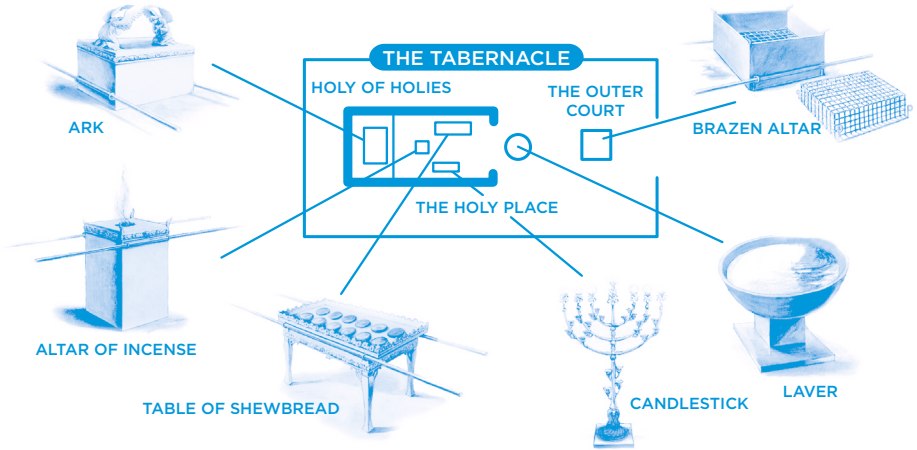 THE TABERNACLE
HOLY OF HOLIES
THE OUTER
COURT
ARK
BRAZEN ALTAR
THE HOLY PLACE
ALTAR OF INCENSE
TABLE OF SHEWBREAD
CANDLESTICK
LAVER